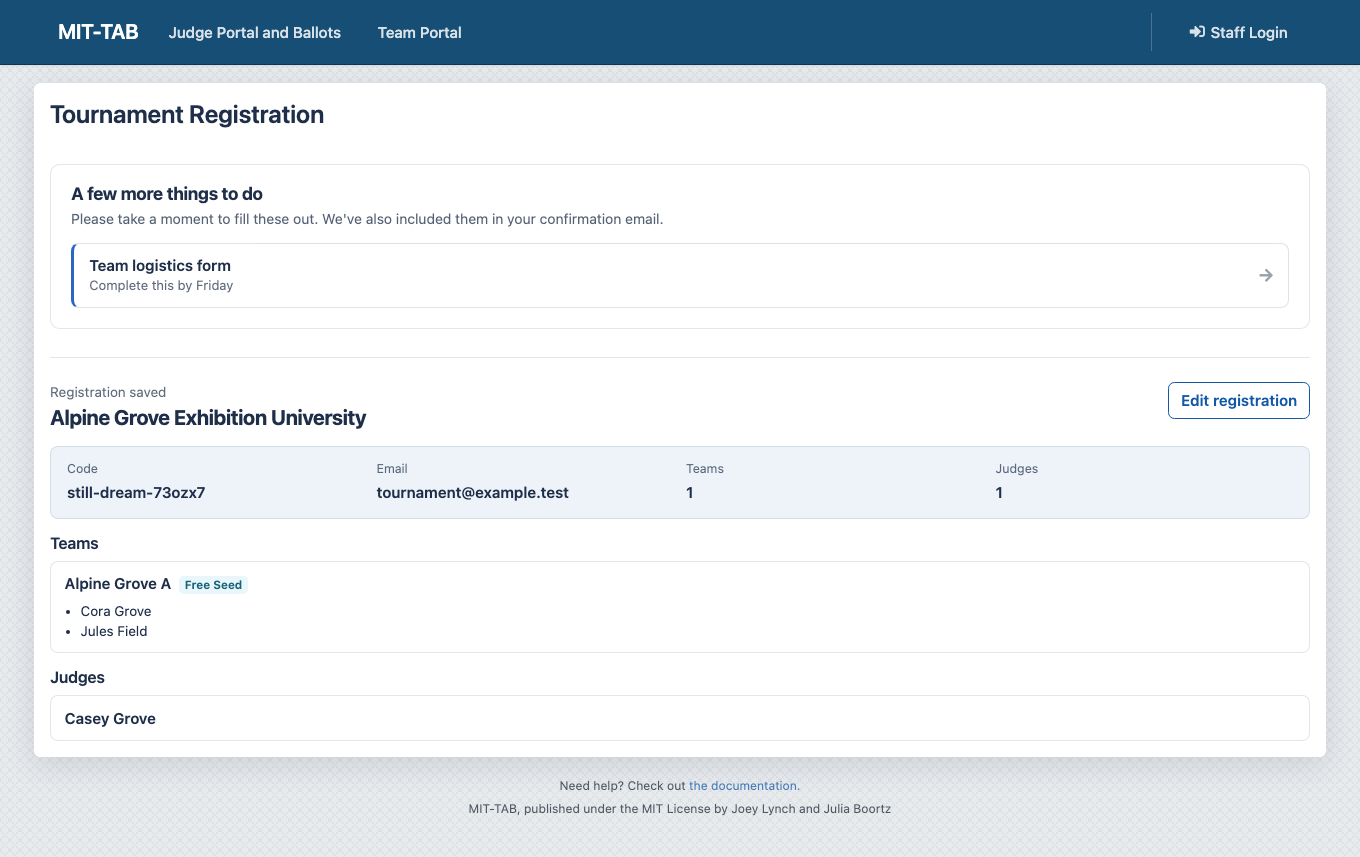 MIT-TAB
Judge Portal and Ballots
Team Portal
Staff Login
Tournament Registration
A few more things to do
Please take a moment to fill these out. We've also included them in your confirmation email.
Team logistics form
Complete this by Friday
Registration saved
Alpine Grove Exhibition University
Edit registration
Code
still-dream-73ozx7
Email
tournament@example.test
Teams
1
Judges
1
Teams
Alpine Grove A Free Seed
Cora Grove
Jules Field
Judges
Casey Grove
Need help? Check out the documentation.
MIT-TAB, published under the MIT License by Joey Lynch and Julia Boortz